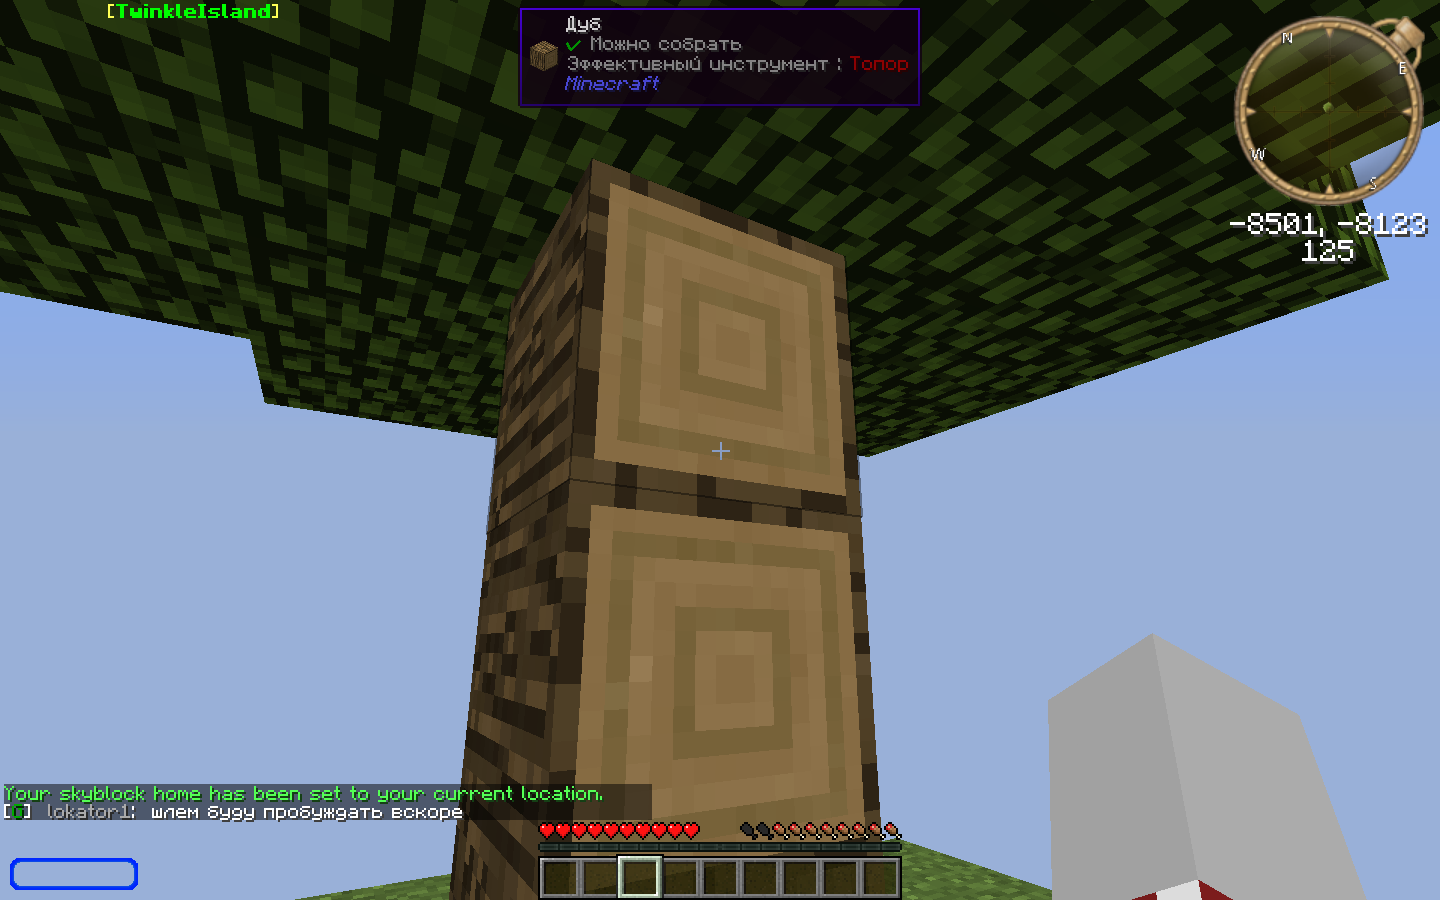 [TwinkleIsland]
Дуб
✓ Можно собрать
Эффективный инструмент : Топор
Minecraft
N
E
W
S
-8501, -8123
125
Your skyblock home has been set to your current location.
[G] lokator1: шлем буду пробуждать вскоре